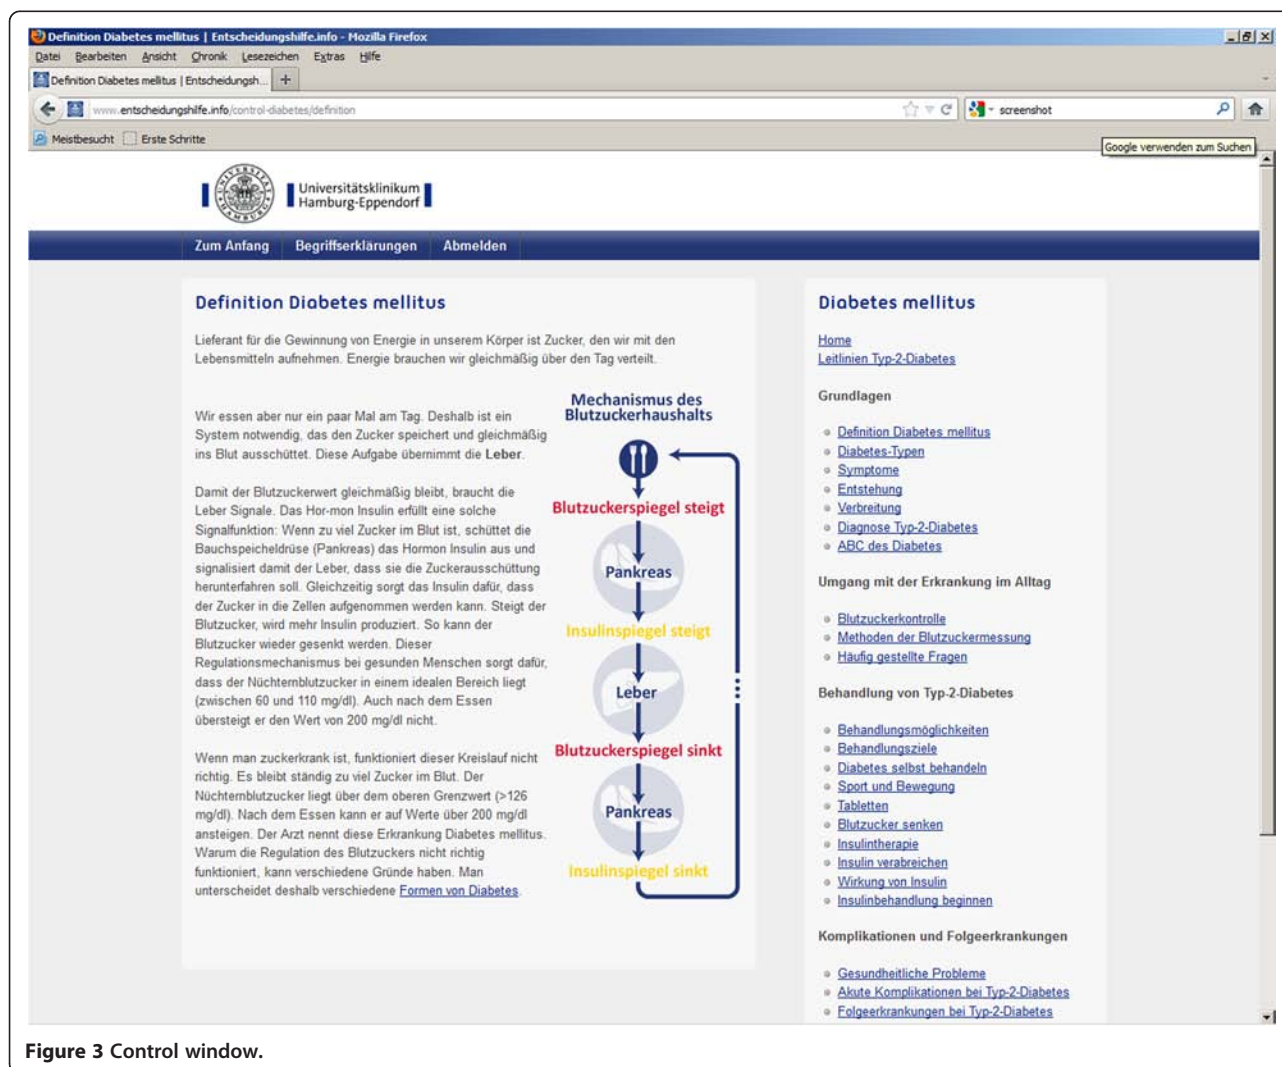 Definition Diabetes mellitus | Entscheidungshilfe.info - Mozilla Firefox
Datei Bearbeiten Ansicht Chronik Lesezeichen Extras Hilfe
Definition Diabetes mellitus | Entscheidungsh... +
www.entscheidungshilfe.info/control-diabetes/definition
screenshot
Meistbesucht Erste Schritte
Google verwenden zum Suchen
UNIVERSITÄT HAMBURG
Universitätsklinikum
Hamburg-Eppendorf
Zum Anfang Begriffserklärungen Abmelden
Definition Diabetes mellitus
Lieferant für die Gewinnung von Energie in unserem Körper ist Zucker, den wir mit den
Lebensmitteln aufnehmen. Energie brauchen wir gleichmäßig über den Tag verteilt.
Wir essen aber nur ein paar Mal am Tag. Deshalb ist ein
System notwendig, das den Zucker speichert und gleichmäßig
ins Blut ausschüttet. Diese Aufgabe übernimmt die Leber.
Damit der Blutzuckerwert gleichmäßig bleibt, braucht die
Leber Signale. Das Hor-mon Insulin erfüllt eine solche
Signalfunktion: Wenn zu viel Zucker im Blut ist, schüttet die
Bauchspeicheldrüse (Pankreas) das Hormon Insulin aus und
signalisiert damit der Leber, dass sie die Zuckerausschüttung
herunterfahren soll. Gleichzeitig sorgt das Insulin dafür, dass
der Zucker in die Zellen aufgenommen werden kann. Steigt der
Blutzucker, wird mehr Insulin produziert. So kann der
Blutzucker wieder gesenkt werden. Dieser
Regulationsmechanismus bei gesunden Menschen sorgt dafür,
dass der Nüchternblutzucker in einem idealen Bereich liegt
(zwischen 60 und 110 mg/dl). Auch nach dem Essen
übersteigt er den Wert von 200 mg/dl nicht.
Wenn man zuckerkrank ist, funktioniert dieser Kreislauf nicht
richtig. Es bleibt ständig zu viel Zucker im Blut. Der
Nüchternblutzucker liegt über dem oberen Grenzwert (>126
mg/dl). Nach dem Essen kann er auf Werte über 200 mg/dl
ansteigen. Der Arzt nennt diese Erkrankung Diabetes mellitus.
Warum die Regulation des Blutzuckers nicht richtig
funktioniert, kann verschiedene Gründe haben. Man
unterscheidet deshalb verschiedene Formen von Diabetes.
Mechanismus des
Blutzuckerhaushalts
Blutzuckerspiegel steigt
Pankreas
Insulinspiegel steigt
Leber
Blutzuckerspiegel sinkt
Pankreas
Insulinspiegel sinkt
Diabetes mellitus
Home
Leitlinien Typ-2-Diabetes
Grundlagen
Definition Diabetes mellitus
Diabetes-Typen
Symptome
Entstehung
Verbreitung
Diagnose Typ-2-Diabetes
ABC des Diabetes
Umgang mit der Erkrankung im Alltag
Blutzuckerkontrolle
Methoden der Blutzuckermessung
Häufig gestellte Fragen
Behandlung von Typ-2-Diabetes
Behandlungsmöglichkeiten
Behandlungsziele
Diabetes selbst behandeln
Sport und Bewegung
Tabletten
Blutzucker senken
Insulintherapie
Insulin verabreichen
Wirkung von Insulin
Insulinbehandlung beginnen
Komplikationen und Folgeerkrankungen
Gesundheitliche Probleme
Akute Komplikationen bei Typ-2-Diabetes
Folgeerkrankungen bei Typ-2-Diabetes
Figure 3 Control window.